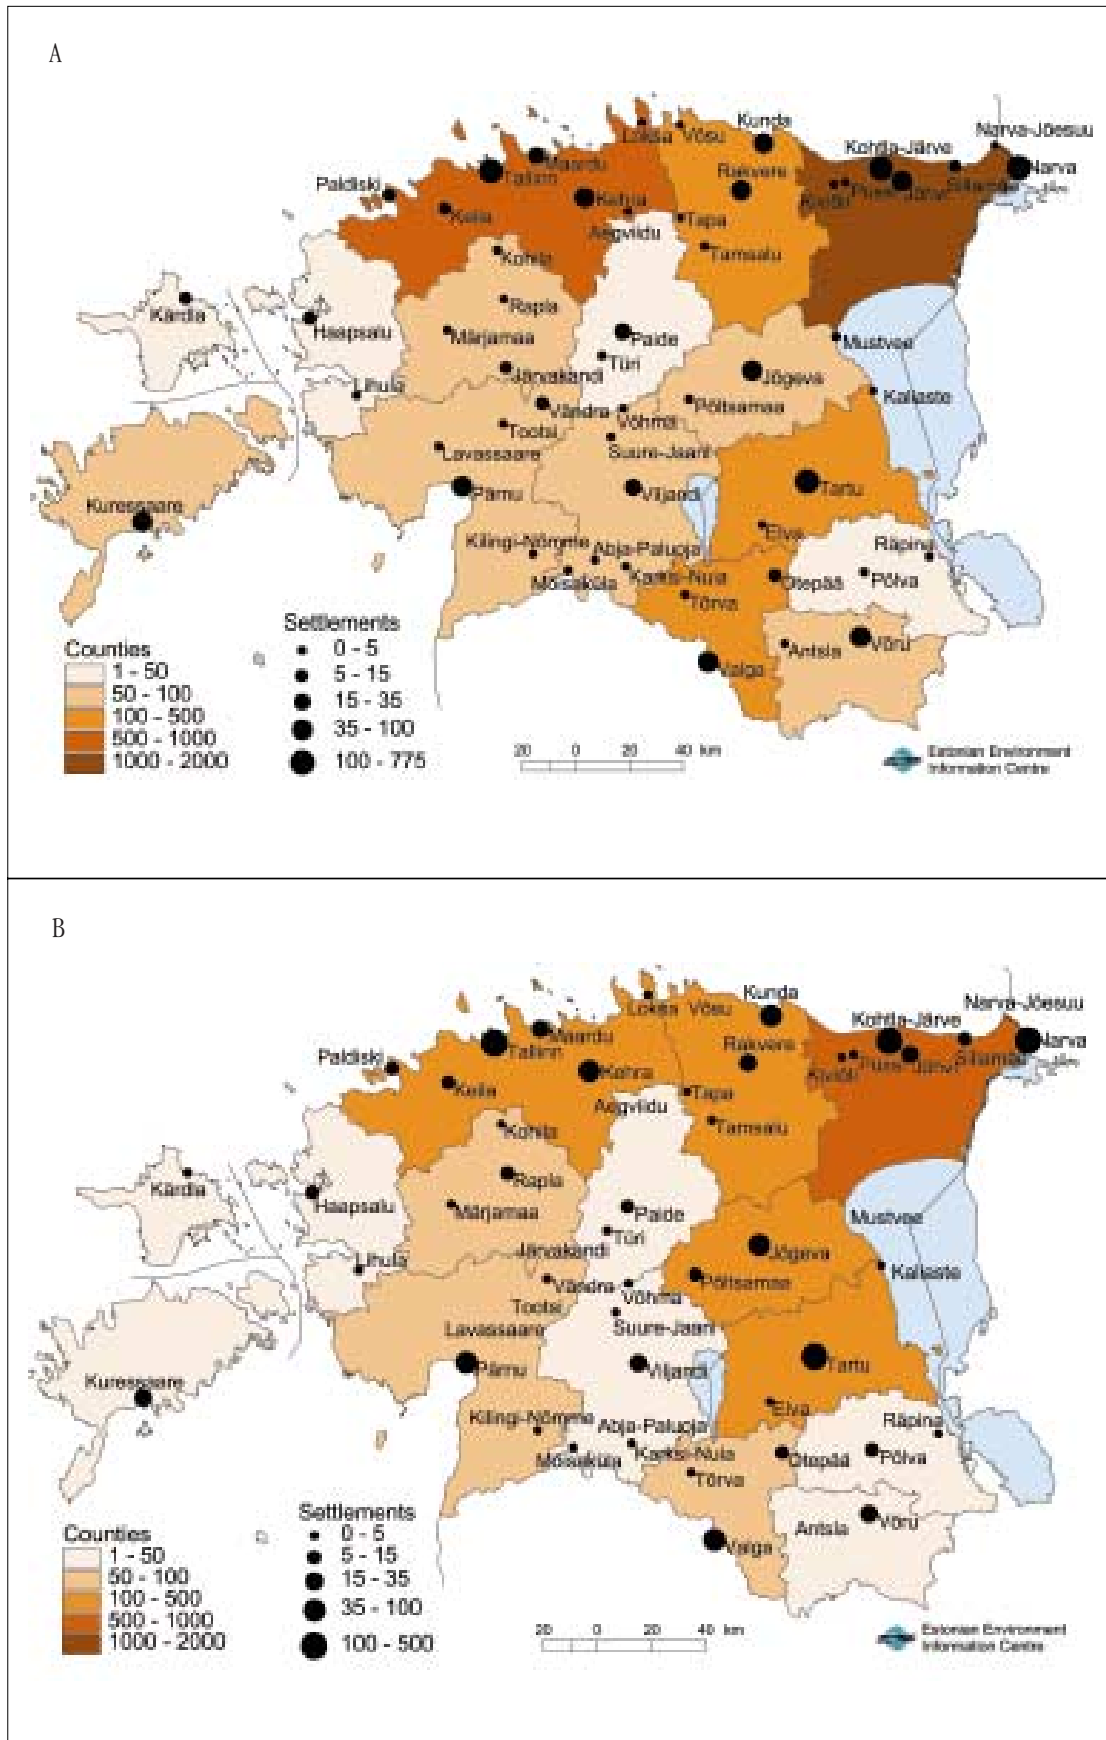 A
Kunda
Narva-Jõesuu
Loksa Võsu
Kohtla-Järve
Maardu
Tallinn
Narva
Rakvere
Paldiski
Kehra
Püssi Jõhvi
Sillamäe
Keila
Tapa
Aegviidu
Tamsalu
Kohila
Rapla
Kärdla
Haapsalu
Märjamaa
Paide
Mustvee
Türi
Järvakandi
Jõgeva
Lihula
Kallaste
Põltsamaa
Vändra
Võhma
Tootsi
Suure-Jaani
Lavassaare
Pärnu
Viljandi
Tartu
Kuressaare
Elva
Kilingi-Nõmme
Abja-Paluoja
Räpina
Mõisaküla
Karksi-Nuia
Otepää
Põlva
Tõrva
Settlements
Antsla
Võru
Valga
Counties
0 - 5
1 - 50
5 - 15
50 - 100
15 - 35
100 - 500
35 - 100
500 - 1000
100 - 775
1000 - 2000
20 0 20 40 km
Estonian Environment
Information Centre
B
Kunda
Narva-Jõesuu
Loksa Võsu
Kohtla-Järve
Maardu
Tallinn
Narva
Rakvere
Sillamäe
Paldiski
Kehra
Kiviõli Püssi Jõhvi
Keila
Tapa
Aegviidu
Tamsalu
Kohila
Rapla
Kärdla
Haapsalu
Märjamaa
Paide
Mustvee
Türi
Järvakandi
Jõgeva
Lihula
Kallaste
Põltsamaa
Vändra
Võhma
Tootsi
Suure-Jaani
Lavassaare
Pärnu
Viljandi
Tartu
Kuressaare
Elva
Kilingi-Nõmme
Abja-Paluoja
Räpina
Mõisaküla
Karksi-Nuia
Otepää
Põlva
Tõrva
Settlements
Antsla
Võru
Valga
Counties
0 - 5
1 - 50
5 - 15
50 - 100
15 - 35
100 - 500
35 - 100
500 - 1000
100 - 500
1000 - 2000
20 0 20 40 km
Estonian Environment
Information Centre